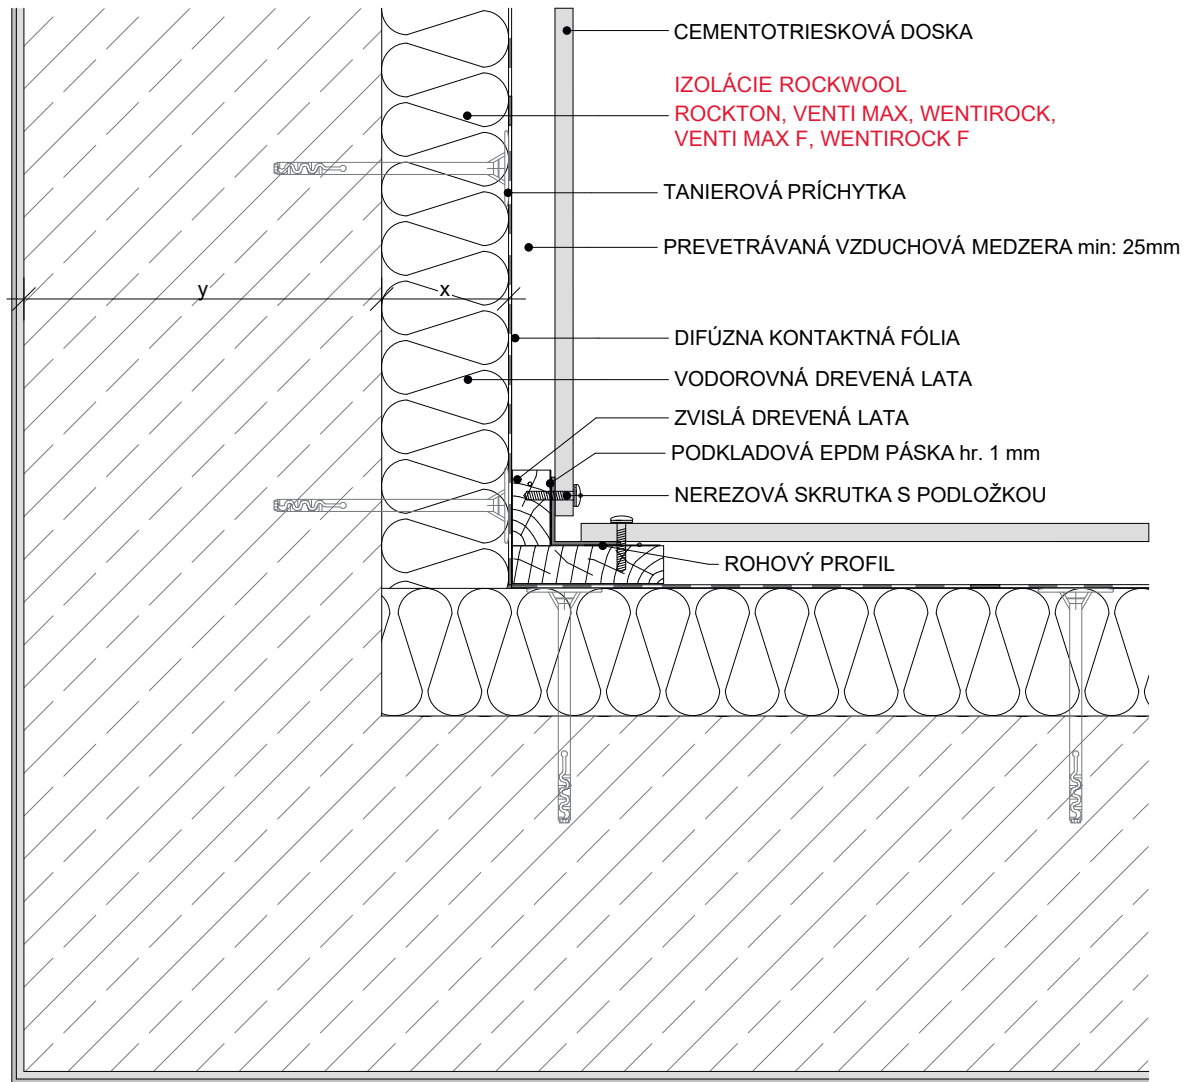 CEMENTOTRIESKOVÁ DOSKA
IZOLÁCIE ROCKWOOL
ROCKTON, VENTI MAX, WENTIROCK,
VENTI MAX F, WENTIROCK F
TANIEROVÁ PRÍCHYTKA
PREVETRÁVANÁ VZDUCHOVÁ MEDZERA min: 25mm
y
x
DIFÚZNA KONTAKTNÁ FÓLIA
VODOROVNÁ DREVENÁ LATA
ZVISLÁ DREVENÁ LATA
PODKLADOVÁ EPDM PÁSKA hr. 1 mm
NEREZOVÁ SKRUTKA S PODLOŽKOU
ROHOVÝ PROFIL